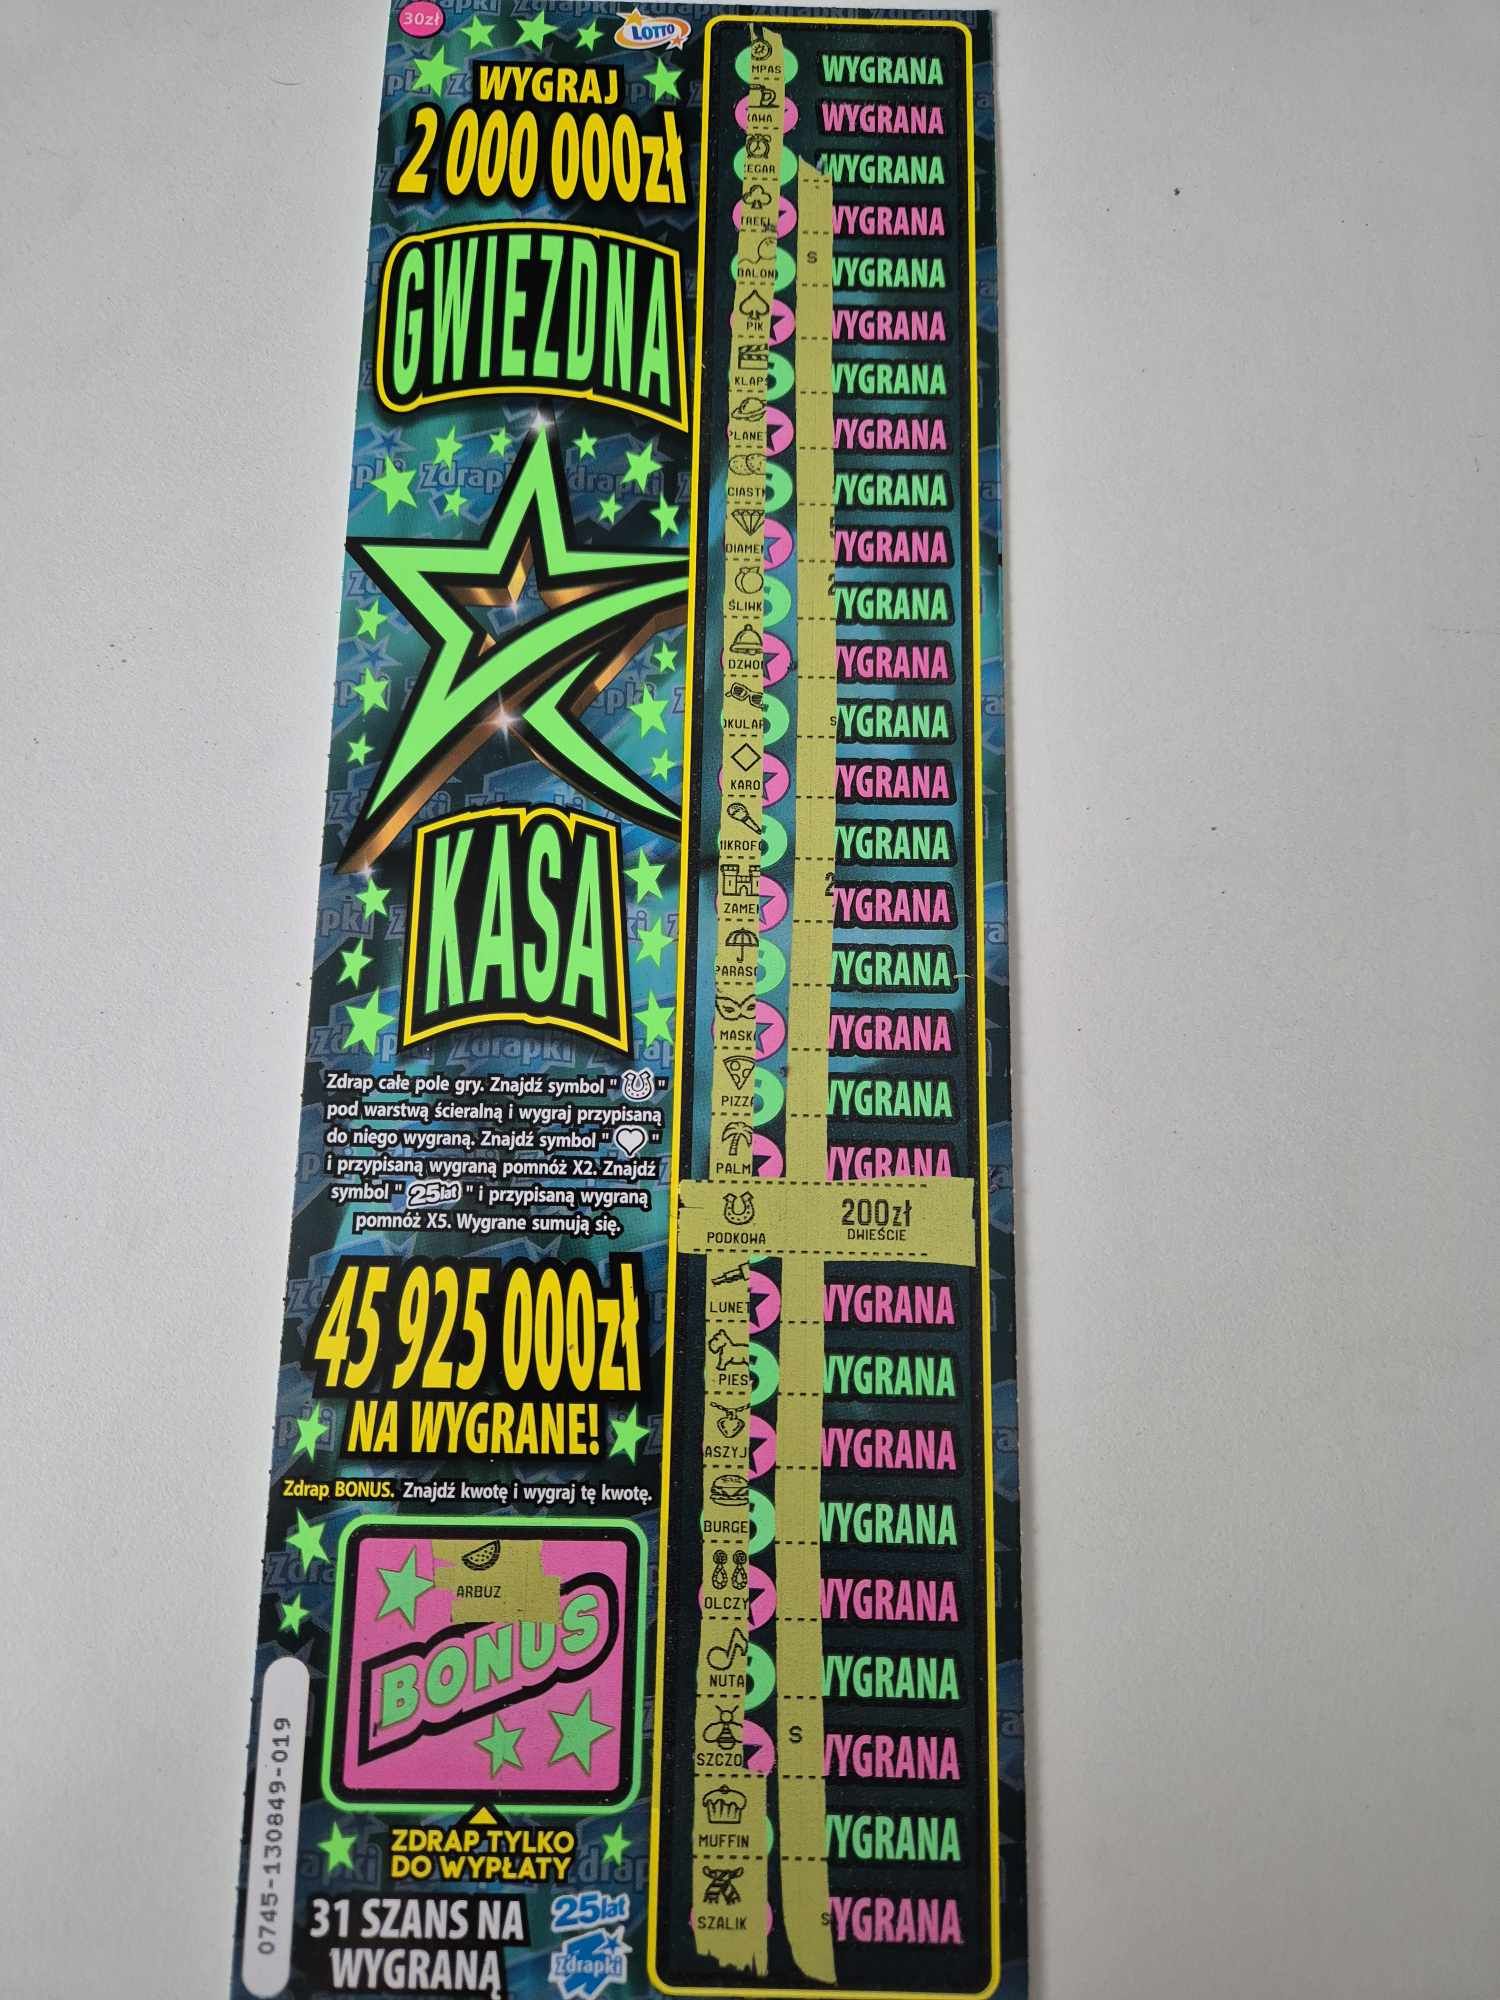 30zł
LOTTO
WYGRAJ
2 000 000zł
GWIEZDNA
KASA
Zdrap całe pole gry. Znajdź symbol " "
pod warstwą ścieralną i wygraj przypisaną
do niego wygraną. Znajdź symbol " "
i przypisaną wygraną pomnóż X2. Znajdź
symbol "25lat" i przypisaną wygraną
pomnóż X5. Wygrane sumują się.
45 925 000zł
NA WYGRANE!
Zdrap BONUS. Znajdź kwotę i wygraj tę kwotę.
ARBUZ
BONUS
ZDRAP TYLKO
DO WYPŁATY
31 SZANS NA
WYGRANĄ
25lat
Zdrapki
0745-130849-019
MPAS WYGRANA
KAWA WYGRANA
EGAR WYGRANA
TREFL WYGRANA
BALON S WYGRANA
PIK WYGRANA
KLAPS WYGRANA
PLANE WYGRANA
CIAST WYGRANA
DIAME WYGRANA
ŚLIWK WYGRANA
DZWO WYGRANA
OKULAR S WYGRANA
KARO WYGRANA
MIKROFO WYGRANA
ZAME 2 WYGRANA
PARASO WYGRANA
MASK WYGRANA
PIZZA WYGRANA
PALM WYGRANA
PODKOWA 200zł
DWIEŚCIE
LUNET WYGRANA
PIES WYGRANA
ASZYJ WYGRANA
BURGE WYGRANA
OLCZY WYGRANA
NUTA WYGRANA
SZCZO S WYGRANA
MUFFIN WYGRANA
SZALIK S WYGRANA